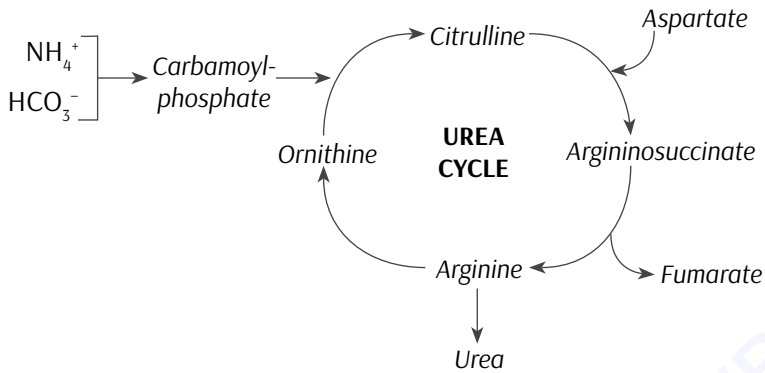 NH₄⁺
HCO₃⁻
Carbamoyl-
phosphate
Citrulline
Aspartate
Ornithine
UREA
CYCLE
Argininosuccinate
Arginine
Fumarate
Urea